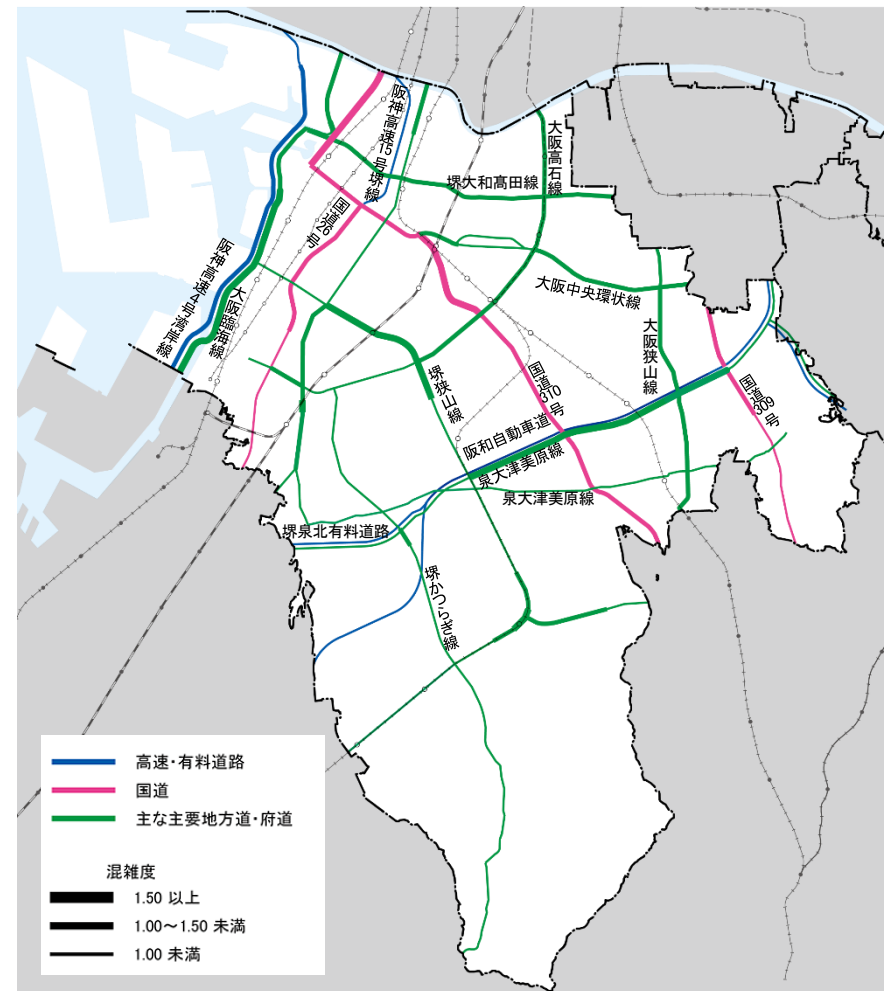 阪神高速15号堺線
大阪高石線
堺大和髙田線
国道26号
阪神高速4号湾岸線
大阪臨海線
大阪中央環状線
大阪狭山線
堺狭山線
国道310号
国道309号
阪和自動車道
泉大津美原線
泉大津美原線
堺泉北有料道路
堺かつらぎ線
高速・有料道路
国道
主な主要地方道・府道
混雑度
1.50 以上
1.00～1.50 未満
1.00 未満